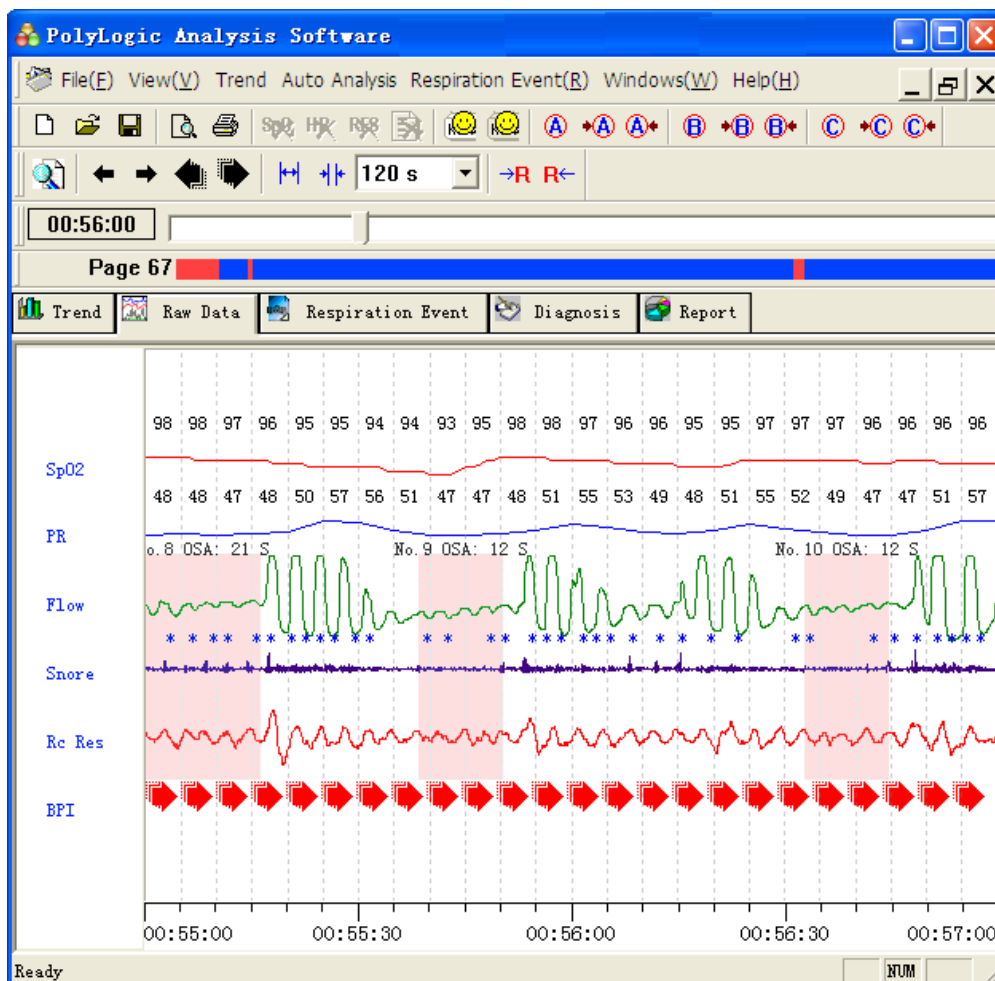 PolyLogic Analysis Software
File(F) View(V) Trend Auto Analysis Respiration Event(R) Windows(W) Help(H)
SpO₂ HR RES A A A B B B C C C
120 s →R R←
00:56:00
Page 67
Trend Raw Data Respiration Event Diagnosis Report
98 98 97 96 95 95 94 94 93 95 98 98 97 96 96 95 95 97 97 97 96 96 96 96
SpO2
48 48 47 48 50 57 56 51 47 47 48 51 55 53 49 48 51 55 52 49 47 47 51 57
PR
o.8 OSA: 21 S No.9 OSA: 12 S No.10 OSA: 12 S
Flow
* * * * * * * * * * * * * * * * * * * * * * * * * * * * * * * * * * *
Snore
Rc Res
BPI
00:55:00 00:55:30 00:56:00 00:56:30 00:57:00
Ready NUM